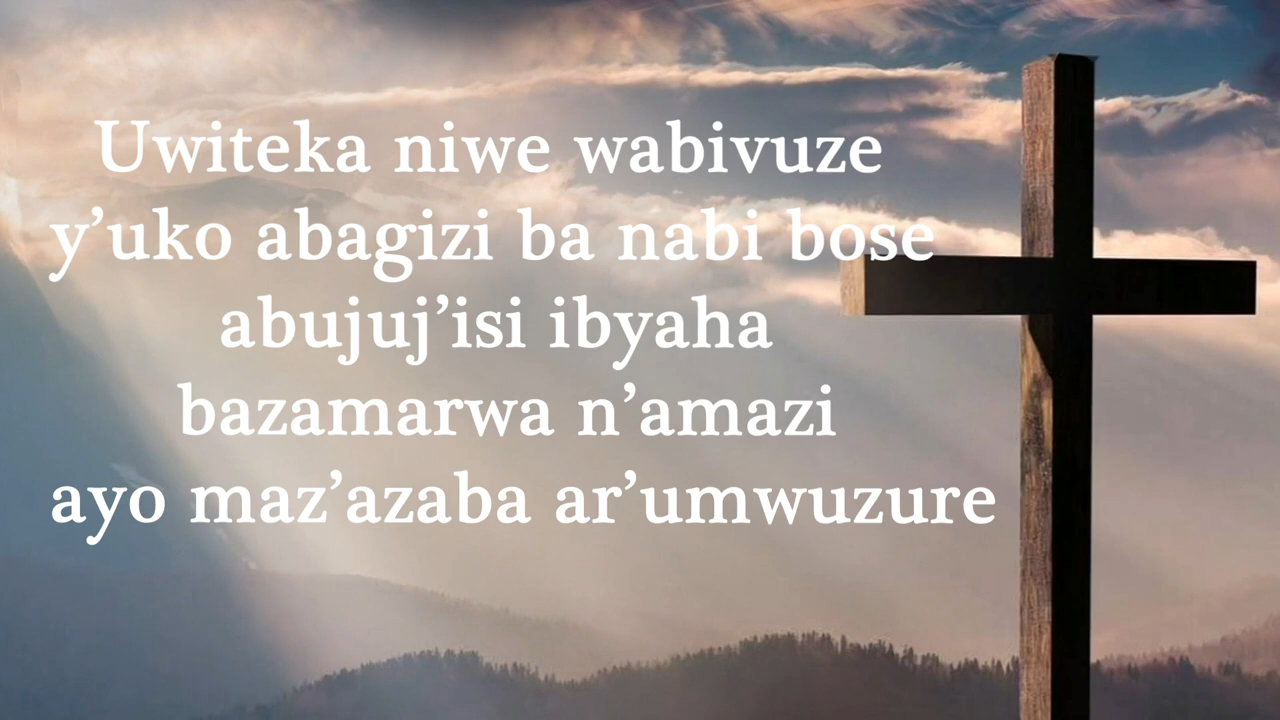 Uwiteka niwe wabivuze
y’uko abagizi ba nabi bose
abujuj’isi ibyaha
bazamarwa n’amazi
ayo maz’azaba ar’umwuzure